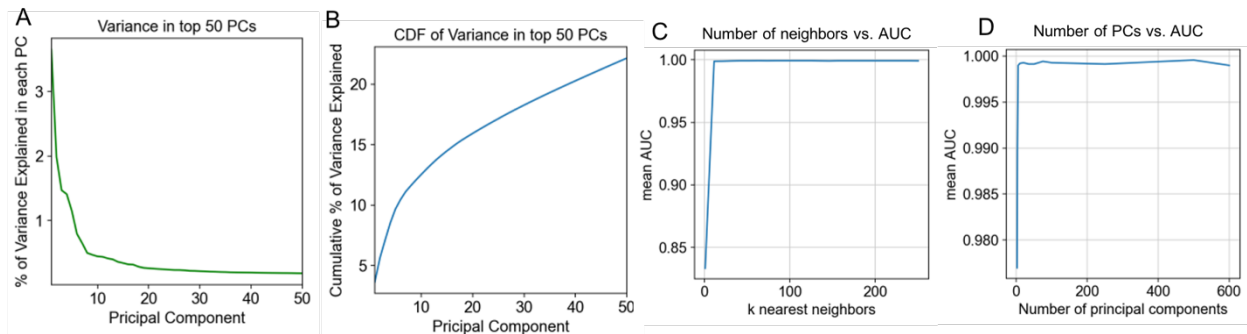 A
Variance in top 50 PCs
% of Variance Explained in each PC
3
2
1
10 20 30 40 50
Pricipal Component
B
CDF of Variance in top 50 PCs
Cumulative % of Variance Explained
20
15
10
5
10 20 30 40 50
Pricipal Component
C
Number of neighbors vs. AUC
mean AUC
1.00
0.95
0.90
0.85
0 100 200
k nearest neighbors
D
Number of PCs vs. AUC
mean AUC
1.000
0.995
0.990
0.985
0.980
0 200 400 600
Number of principal components